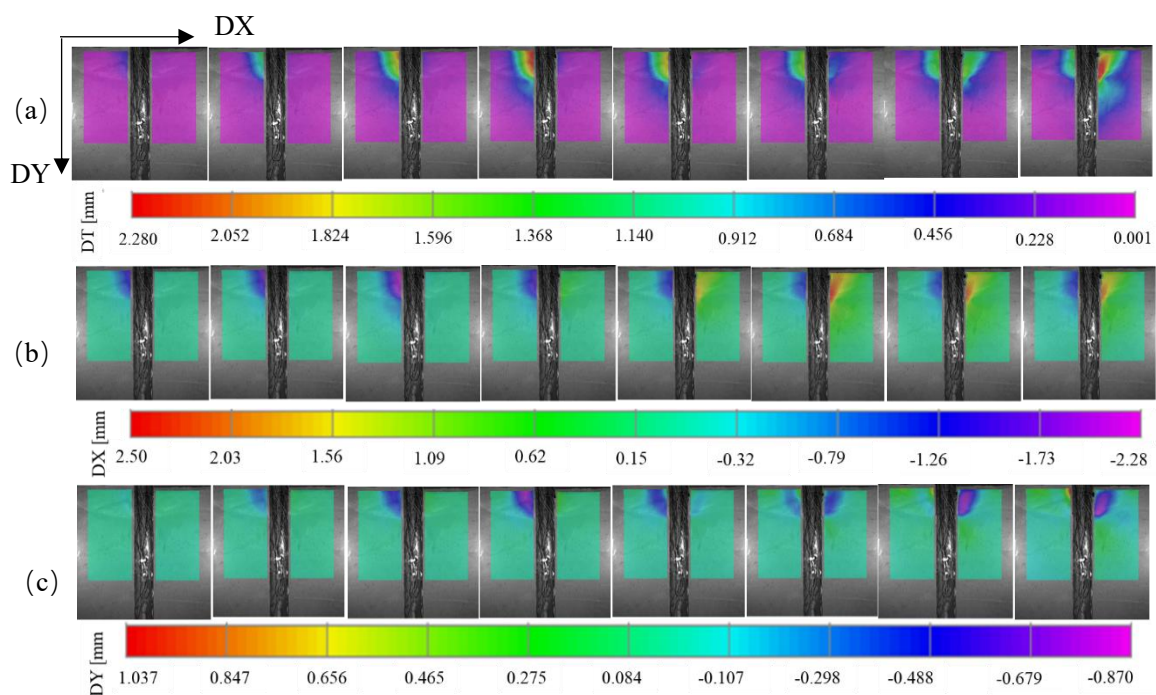 DX
(a)
DY
DT [mm
2.280 2.052 1.824 1.596 1.368 1.140 0.912 0.684 0.456 0.228 0.001
(b)
DX [mm
2.50 2.03 1.56 1.09 0.62 0.15 -0.32 -0.79 -1.26 -1.73 -2.28
(c)
DY [mm
1.037 0.847 0.656 0.465 0.275 0.084 -0.107 -0.298 -0.488 -0.679 -0.870